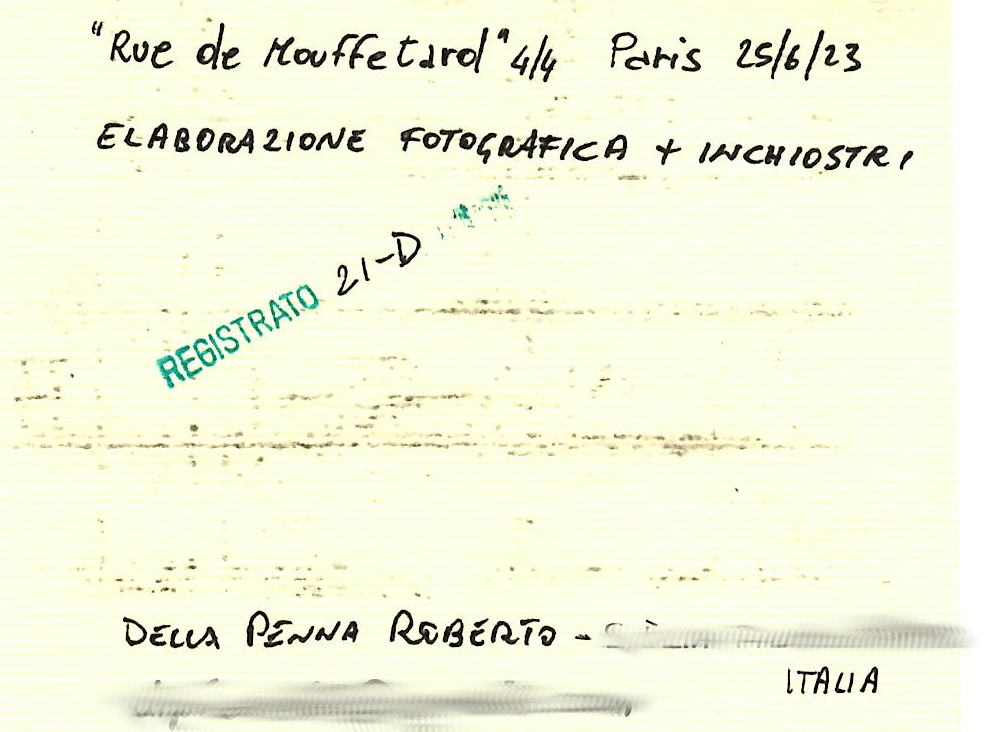 "Rue de Mouffetard" 4/4 Paris 25/6/23
ELABORAZIONE FOTOGRAFICA + INCHIOSTRI
REGISTRATO 21-D
DELLA PENNA ROBERTO -
ITALIA